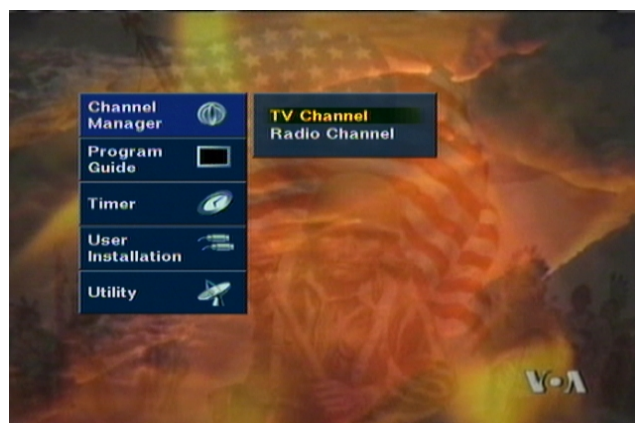 Channel
Manager
Program
Guide
Timer
User
Installation
Utility
TV Channel
Radio Channel
VOA